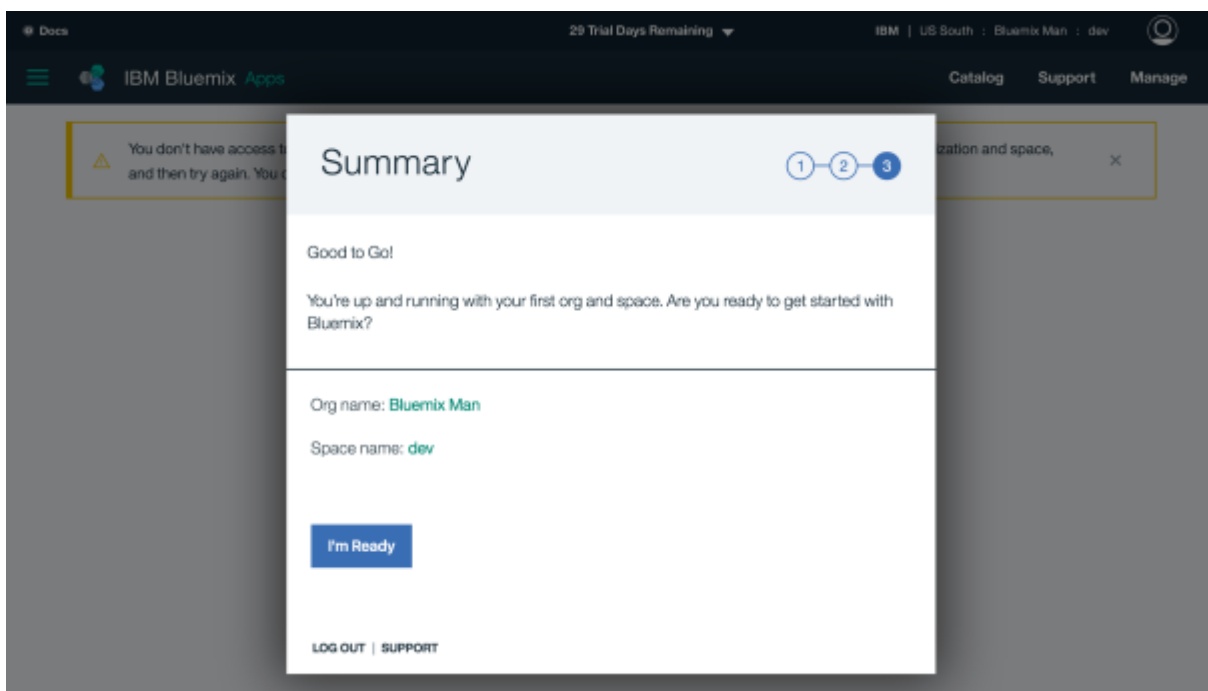 Docs
29 Trial Days Remaining
IBM | US South : Bluemix Man : dev
IBM Bluemix Apps
Catalog Support Manage
You don't have access t
ization and space,
and then try again. You
Summary
1 2 3
Good to Go!
You're up and running with your first org and space. Are you ready to get started with
Bluemix?
Org name: Bluemix Man
Space name: dev
I'm Ready
LOG OUT | SUPPORT